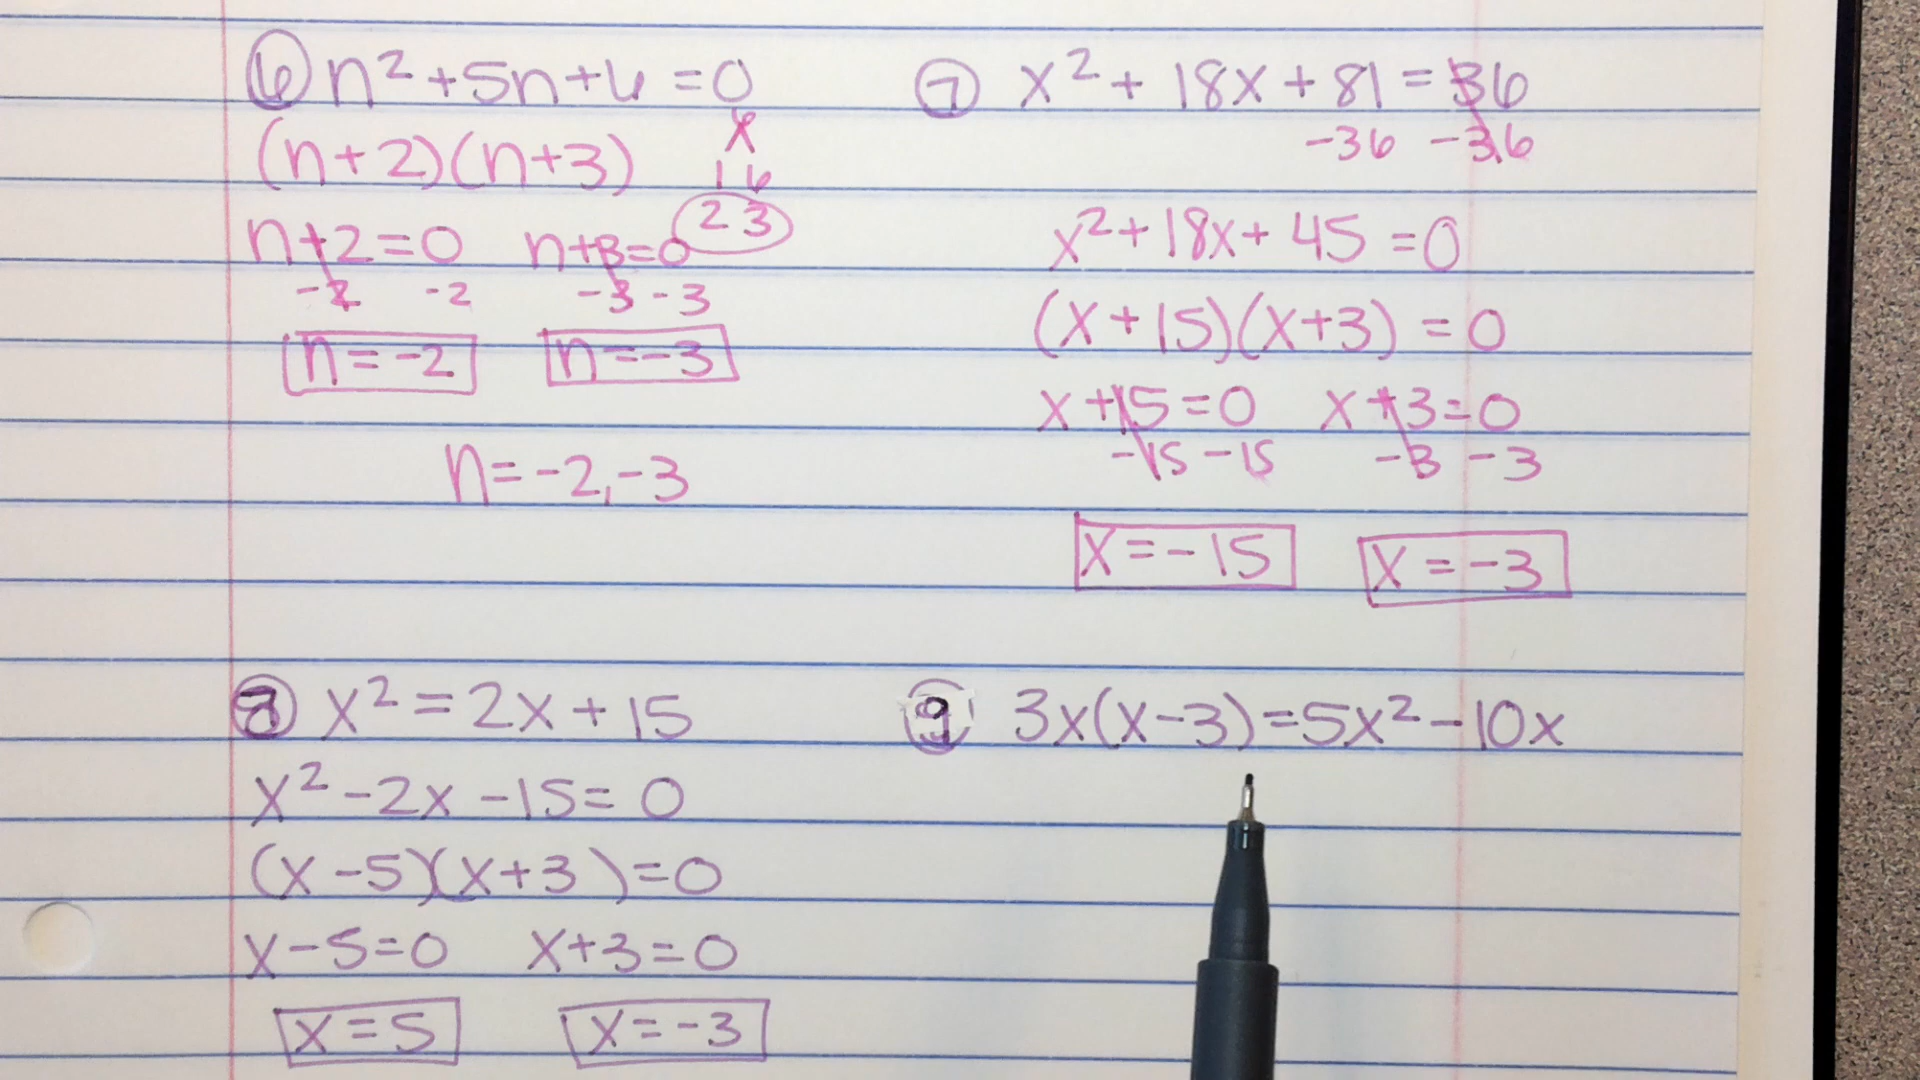 6 n² + 5n + 6 = 0
(n+2)(n+3)
6
1 6
2 3
n+2=0 n+3=0
-2 -2 -3 -3
n=-2 n=-3
n=-2,-3
7 x² + 18x + 81 = 36
-36 -36
x² + 18x + 45 = 0
(x+15)(x+3) = 0
x+15=0 x+3=0
-15 -15 -3 -3
x=-15 x=-3
8 x² = 2x + 15
x² - 2x - 15 = 0
(x-5)(x+3)=0
x-5=0 x+3=0
x=5 x=-3
9 3x(x-3)=5x²-10x